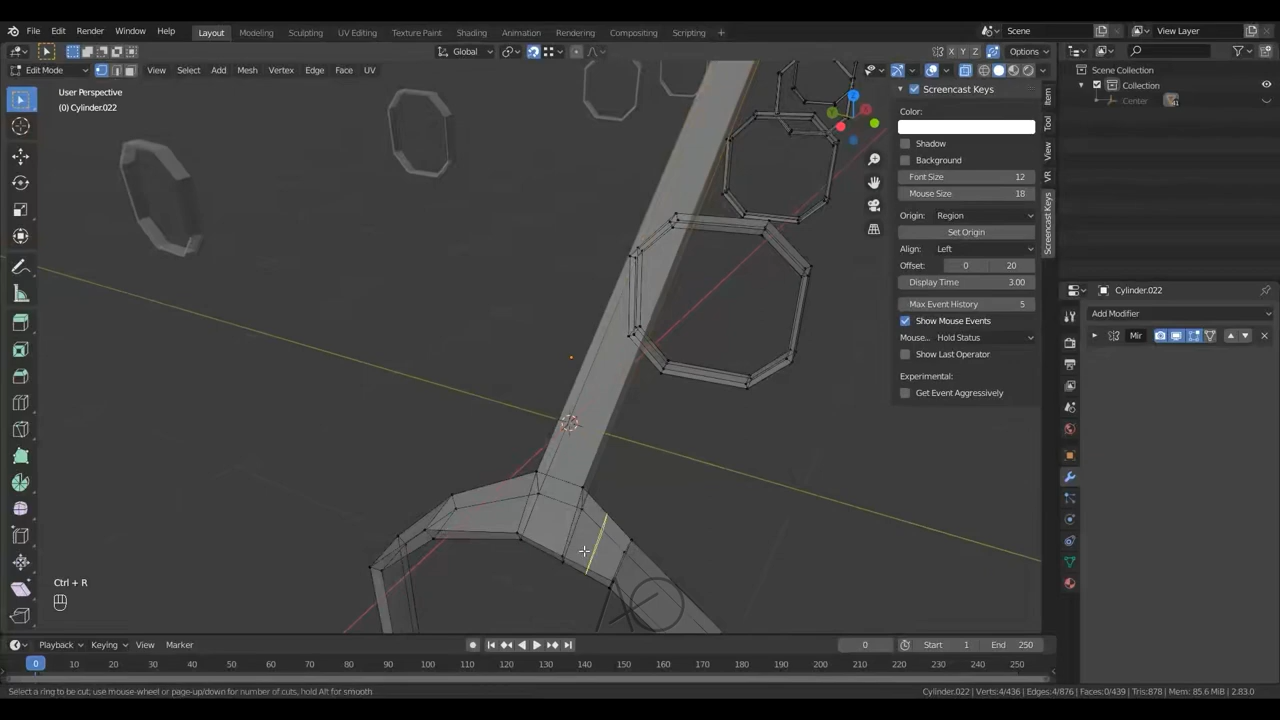 File Edit Render Window Help Layout Modeling Sculpting UV Editing Texture Paint Shading Animation Rendering Compositing Scripting Scene View Layer
Global X Y Z Options
Edit Mode View Select Add Mesh Vertex Edge Face UV
User Perspective
(0) Cylinder.022
Screencast Keys
Color:
Shadow
Background
Font Size 12
Mouse Size 18
Origin: Region
Set Origin
Align: Left
Offset: 0 20
Display Time 3.00
Max Event History 5
Show Mouse Events
Mouse... Hold Status
Show Last Operator
Experimental:
Get Event Aggressively
Item
Tool
View
VR
Screencast Keys
Scene Collection
Collection
Center
Cylinder.022
Add Modifier
Mir
Ctrl + R
Playback Keying View Marker 0 Start 1 End 250
0 10 20 30 40 50 60 70 80 90 100 110 120 130 140 150 160 170 180 190 200 210 220 230 240 250
Select a ring to be cut; use mouse-wheel or page-up/down for number of cuts, hold Alt for smooth Cylinder.022 | Verts:4/436 | Edges:4/876 | Faces:0/439 | Tris:878 | Mem: 85.6 MiB | 2.83.0